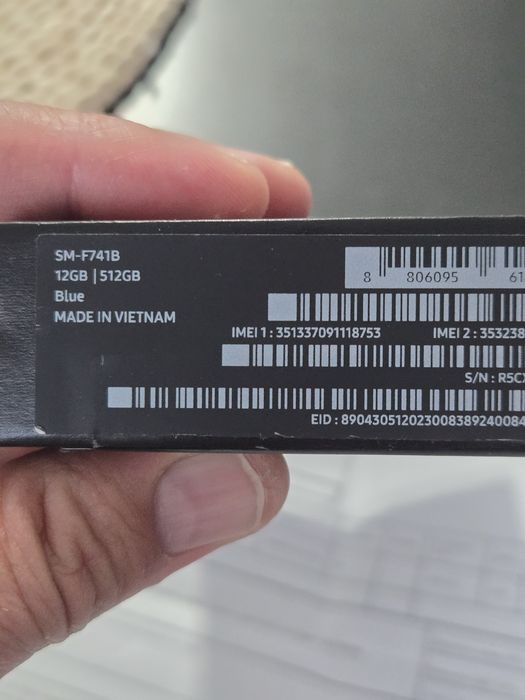 SM-F741B
12GB | 512GB
Blue
MADE IN VIETNAM
8 806095 61
IMEI 1 : 351337091118753 IMEI 2 : 353238
S/N : R5CX
EID : 890430512023008389240084